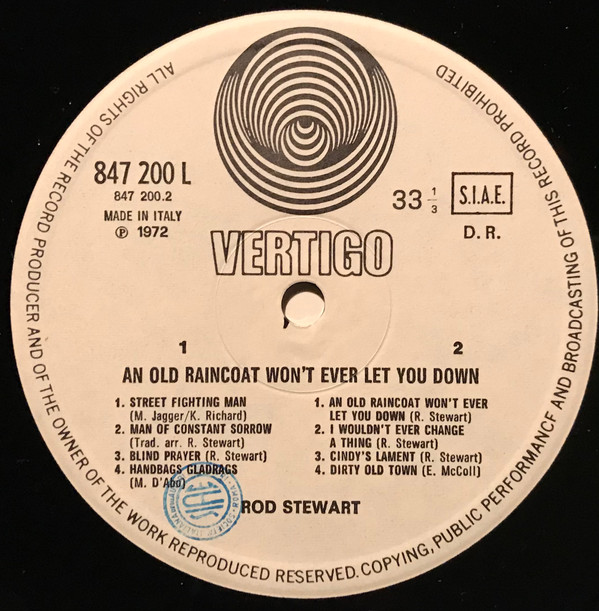 ALL RIGHTS OF THE RECORD PRODUCER AND OF THE OWNER OF THE WORK REPRODUCED RESERVED. COPYING, PUBLIC PERFORMANCE AND BROADCASTING OF THIS RECORD PROHIBITED
847 200 L
847 200.2
MADE IN ITALY
℗ 1972
33 1/3
S.I.A.E.
D. R.
VERTIGO
1
2
AN OLD RAINCOAT WON'T EVER LET YOU DOWN
1. STREET FIGHTING MAN
(M. Jagger/K. Richard)
2. MAN OF CONSTANT SORROW
(Trad. arr. R. Stewart)
3. BLIND PRAYER (R. Stewart)
4. HANDBAGS GLADRAGS
(M. D'Abo)
1. AN OLD RAINCOAT WON'T EVER
LET YOU DOWN (R. Stewart)
2. I WOULDN'T EVER CHANGE
A THING (R. Stewart)
3. CINDY'S LAMENT (R. Stewart)
4. DIRTY OLD TOWN (E. McColl)
ROD STEWART